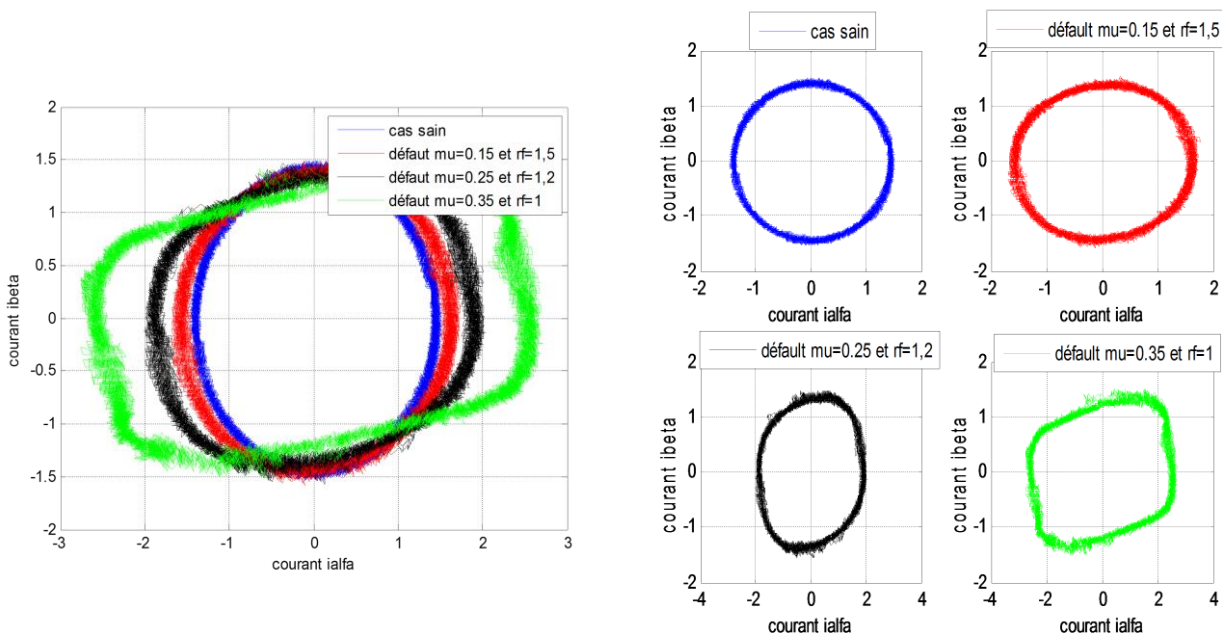 2
1.5
1
0.5
0
-0.5
-1
-1.5
-2
-3
-2
-1
0
1
2
3
courant ibeta
courant ialfa
cas sain
défaut mu=0.15 et rf=1,5
défaut mu=0.25 et rf=1,2
défaut mu=0.35 et rf=1
cas sain
2
1
0
-1
-2
-2 -1 0 1 2
courant ibeta
courant ialfa
défault mu=0.15 et rf=1,5
2
1
0
-1
-2
-2 -1 0 1 2
courant ibeta
courant ialfa
défault mu=0.25 et rf=1,2
2
1
0
-1
-2
-4 -2 0 2 4
courant ibeta
courant ialfa
défault mu=0.35 et rf=1
2
1
0
-1
-2
-4 -2 0 2 4
courant ibeta
courant ialfa